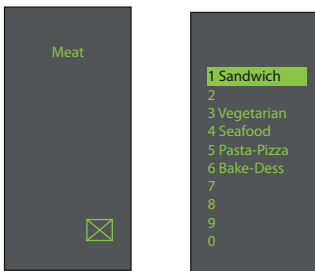 Meat
1 Sandwich
2
3 Vegetarian
4 Seafood
5 Pasta-Pizza
6 Bake-Dess
7
8
9
0